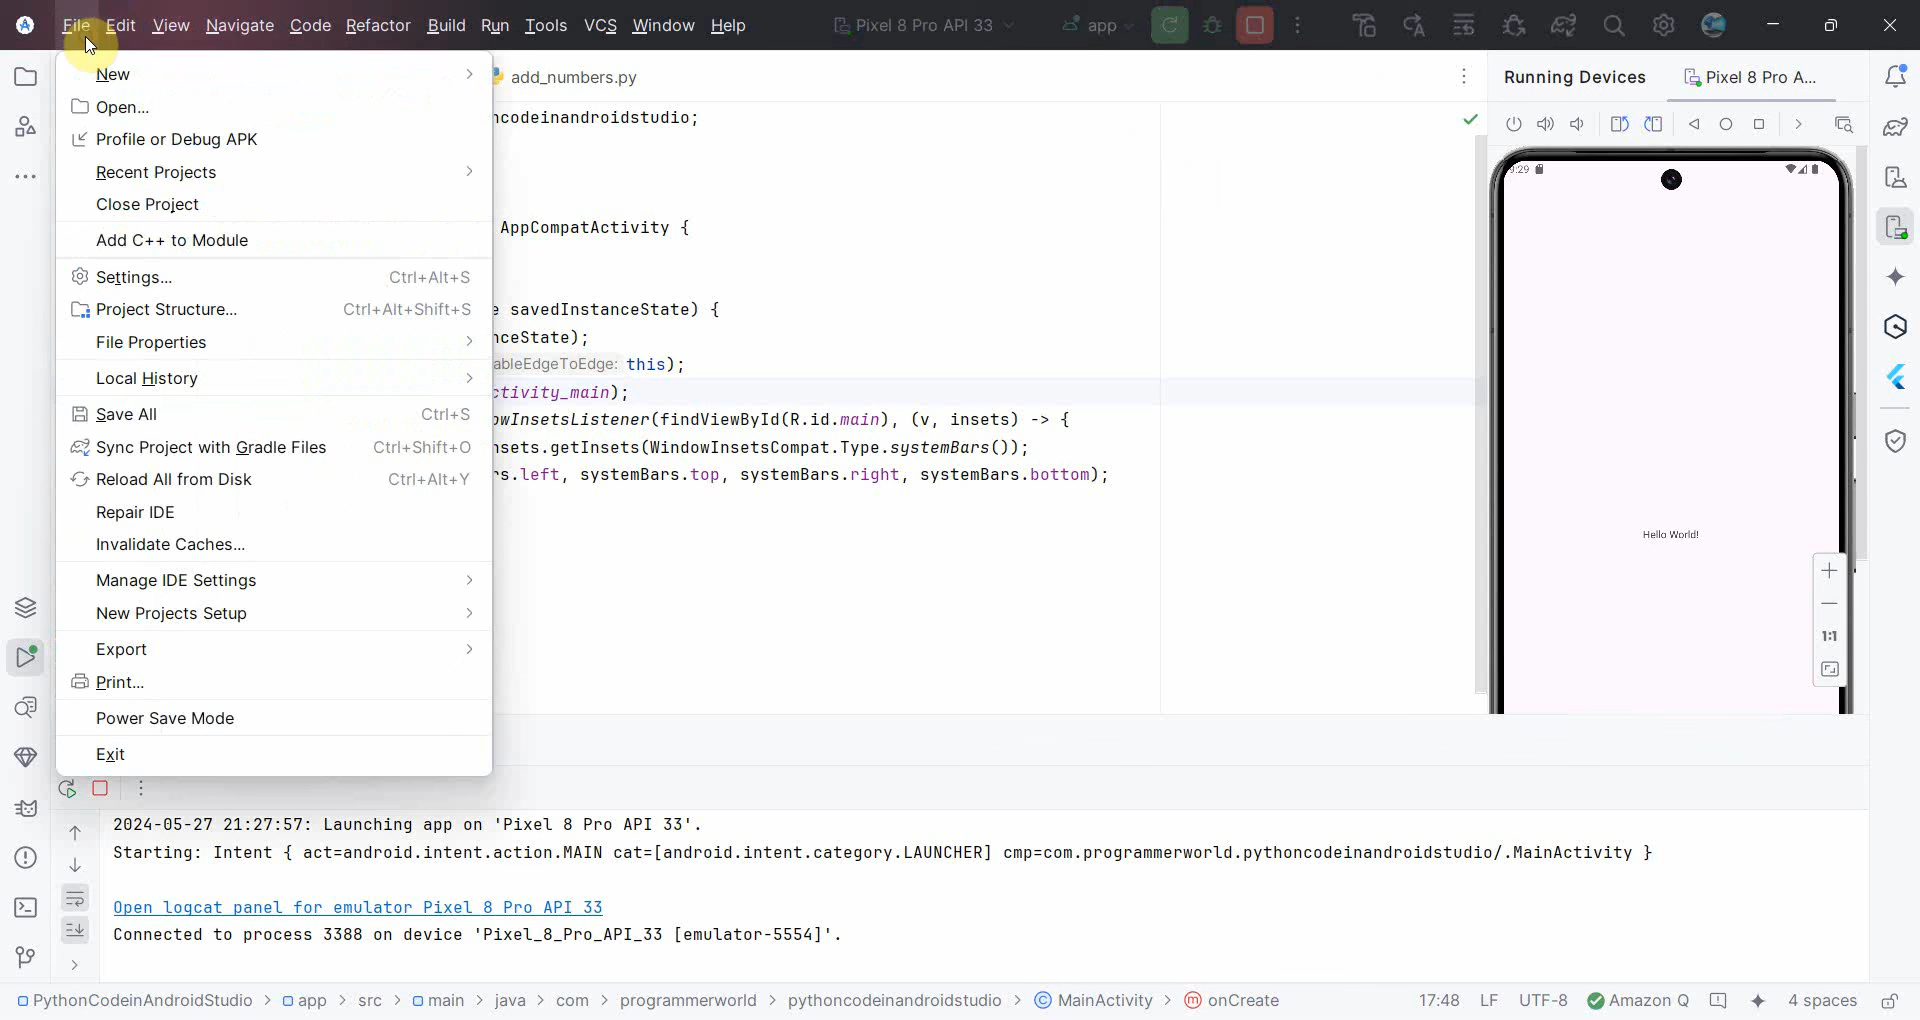 File Edit View Navigate Code Refactor Build Run Tools VCS Window Help Pixel 8 Pro API 33 app
New
Open...
Profile or Debug APK
Recent Projects
Close Project
Add C++ to Module
Settings... Ctrl+Alt+S
Project Structure... Ctrl+Alt+Shift+S
File Properties
Local History
Save All Ctrl+S
Sync Project with Gradle Files Ctrl+Shift+O
Reload All from Disk Ctrl+Alt+Y
Repair IDE
Invalidate Caches...
Manage IDE Settings
New Projects Setup
Export
Print...
Power Save Mode
Exit
add_numbers.py
ncodeinandroidstudio;
AppCompatActivity {
e savedInstanceState) {
nceState);
ableEdgeToEdge: this);
ctivity_main);
owInsetsListener(findViewById(R.id.main), (v, insets) -> {
nsets.getInsets(WindowInsetsCompat.Type.systemBars());
rs.left, systemBars.top, systemBars.right, systemBars.bottom);
Running Devices Pixel 8 Pro A...
9:29
Hello World!
1:1
2024-05-27 21:27:57: Launching app on 'Pixel 8 Pro API 33'.
Starting: Intent { act=android.intent.action.MAIN cat=[android.intent.category.LAUNCHER] cmp=com.programmerworld.pythoncodeinandroidstudio/.MainActivity }
Open logcat panel for emulator Pixel 8 Pro API 33
Connected to process 3388 on device 'Pixel_8_Pro_API_33 [emulator-5554]'.
PythonCodeinAndroidStudio > app > src > main > java > com > programmerworld > pythoncodeinandroidstudio > MainActivity > onCreate 17:48 LF UTF-8 Amazon Q 4 spaces